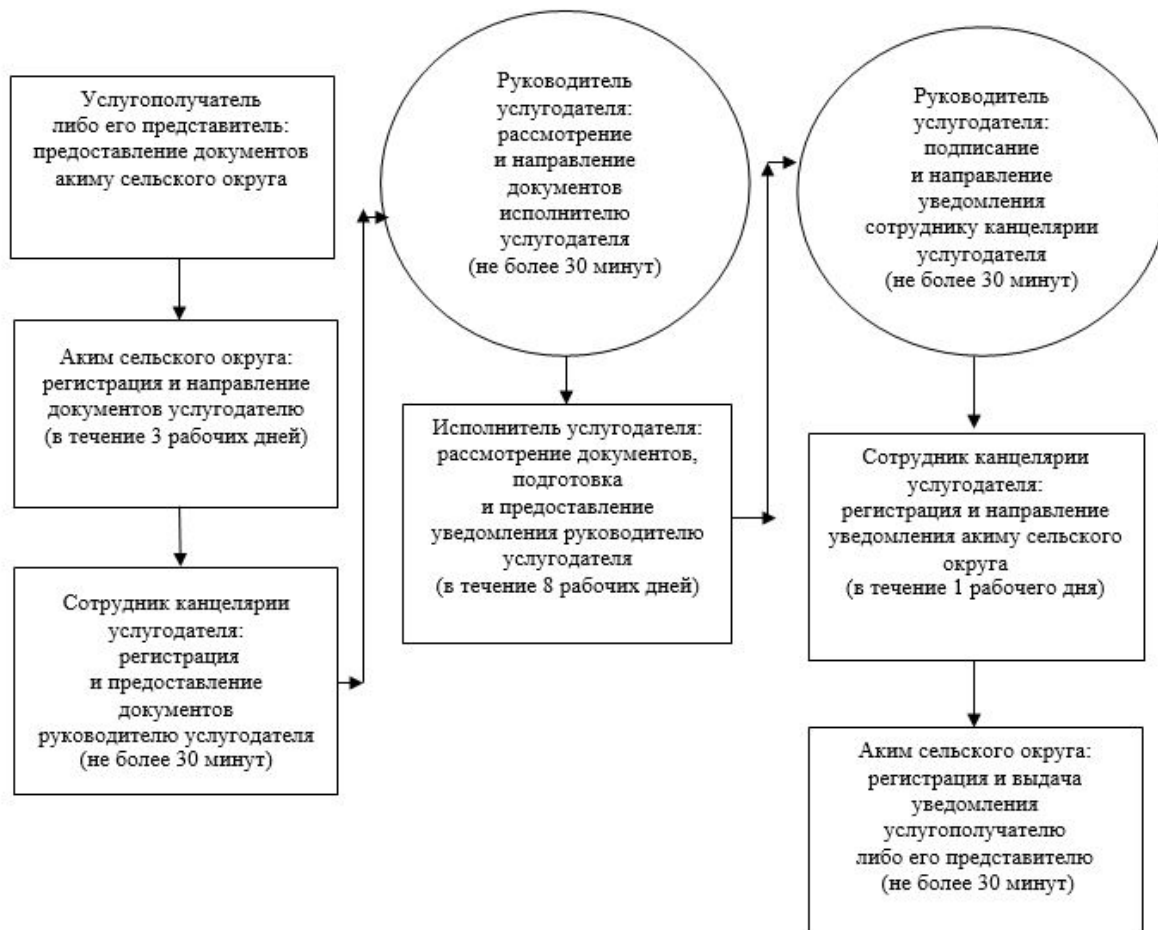 Услугополучатель
либо его представитель:
предоставление документов
акиму сельского округа
Аким сельского округа:
регистрация и направление
документов услугодателю
(в течение 3 рабочих дней)
Сотрудник канцелярии
услугодателя:
регистрация
и предоставление
документов
руководителю услугодателя
(не более 30 минут)
Руководитель
услугодателя:
рассмотрение
и направление
документов
исполнителю
услугодателя
(не более 30 минут)
Исполнитель услугодателя:
рассмотрение документов,
подготовка
и предоставление
уведомления руководителю
услугодателя
(в течение 8 рабочих дней)
Руководитель
услугодателя:
подписание
и направление
уведомления
сотруднику канцелярии
услугодателя
(не более 30 минут)
Сотрудник канцелярии
услугодателя:
регистрация и направление
уведомления акиму сельского
округа
(в течение 1 рабочего дня)
Аким сельского округа:
регистрация и выдача
уведомления
услугополучателю
либо его представителю
(не более 30 минут)